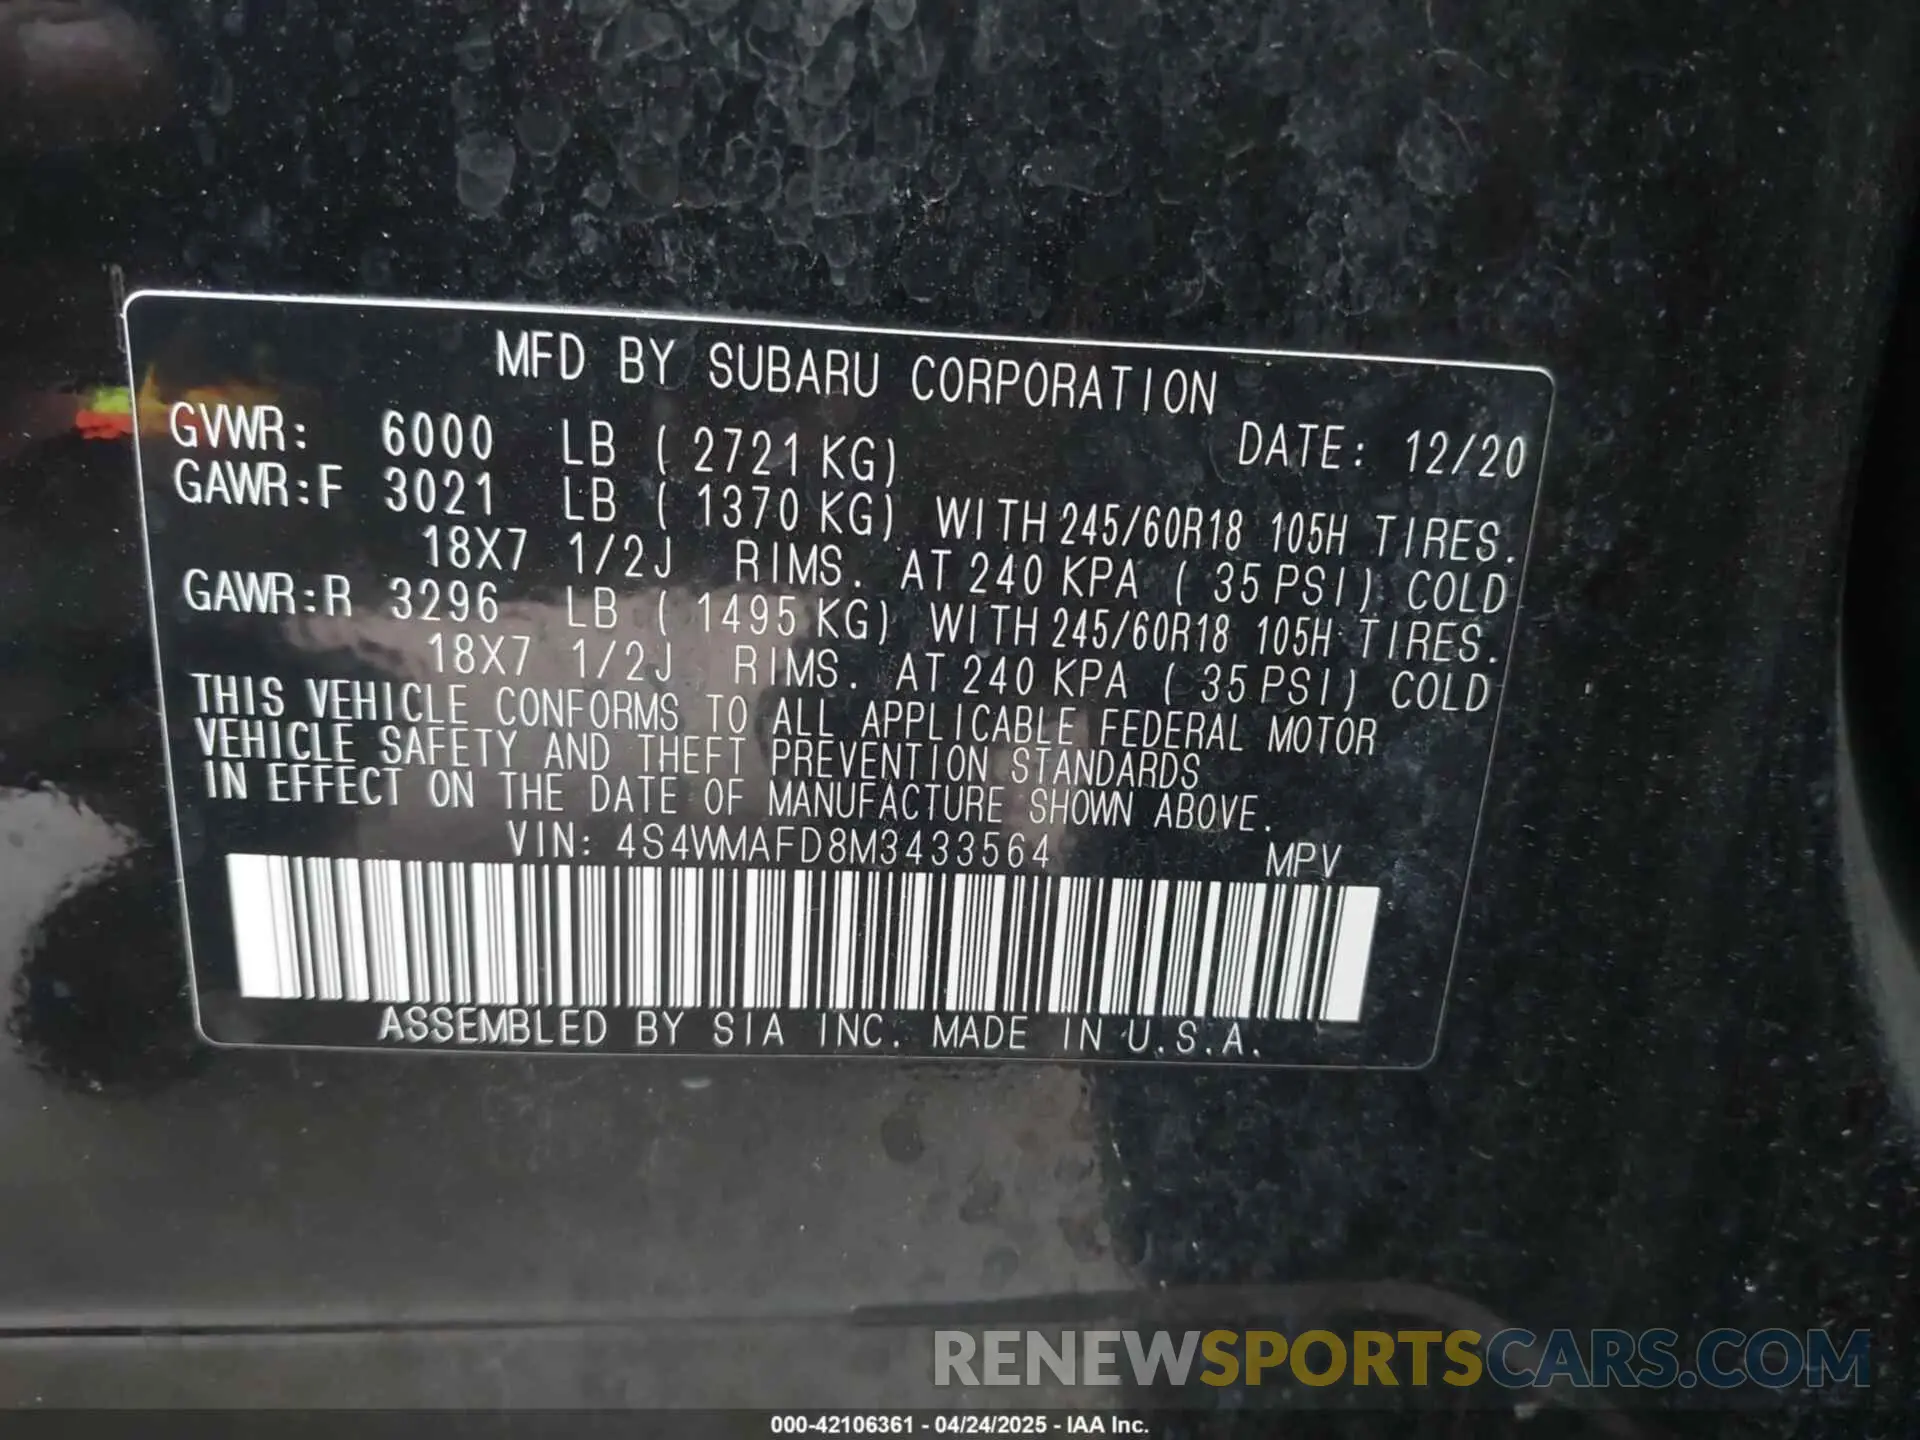 MFD BY SUBARU CORPORATION
GVWR: 6000 LB ( 2721 KG) DATE: 12/20
GAWR:F 3021 LB ( 1370 KG) WITH 245/60R18 105H TIRES.
18X7 1/2J RIMS. AT 240 KPA ( 35 PSI) COLD
GAWR:R 3296 LB ( 1495 KG) WITH 245/60R18 105H TIRES.
18X7 1/2J RIMS. AT 240 KPA ( 35 PSI) COLD
THIS VEHICLE CONFORMS TO ALL APPLICABLE FEDERAL MOTOR
VEHICLE SAFETY AND THEFT PREVENTION STANDARDS
IN EFFECT ON THE DATE OF MANUFACTURE SHOWN ABOVE.
VIN: 4S4WMAFD8M3433564 MPV
ASSEMBLED BY SIA INC. MADE IN U.S.A.
RENEWSPORTSCARS.COM
000-42106361 - 04/24/2025 - IAA Inc.